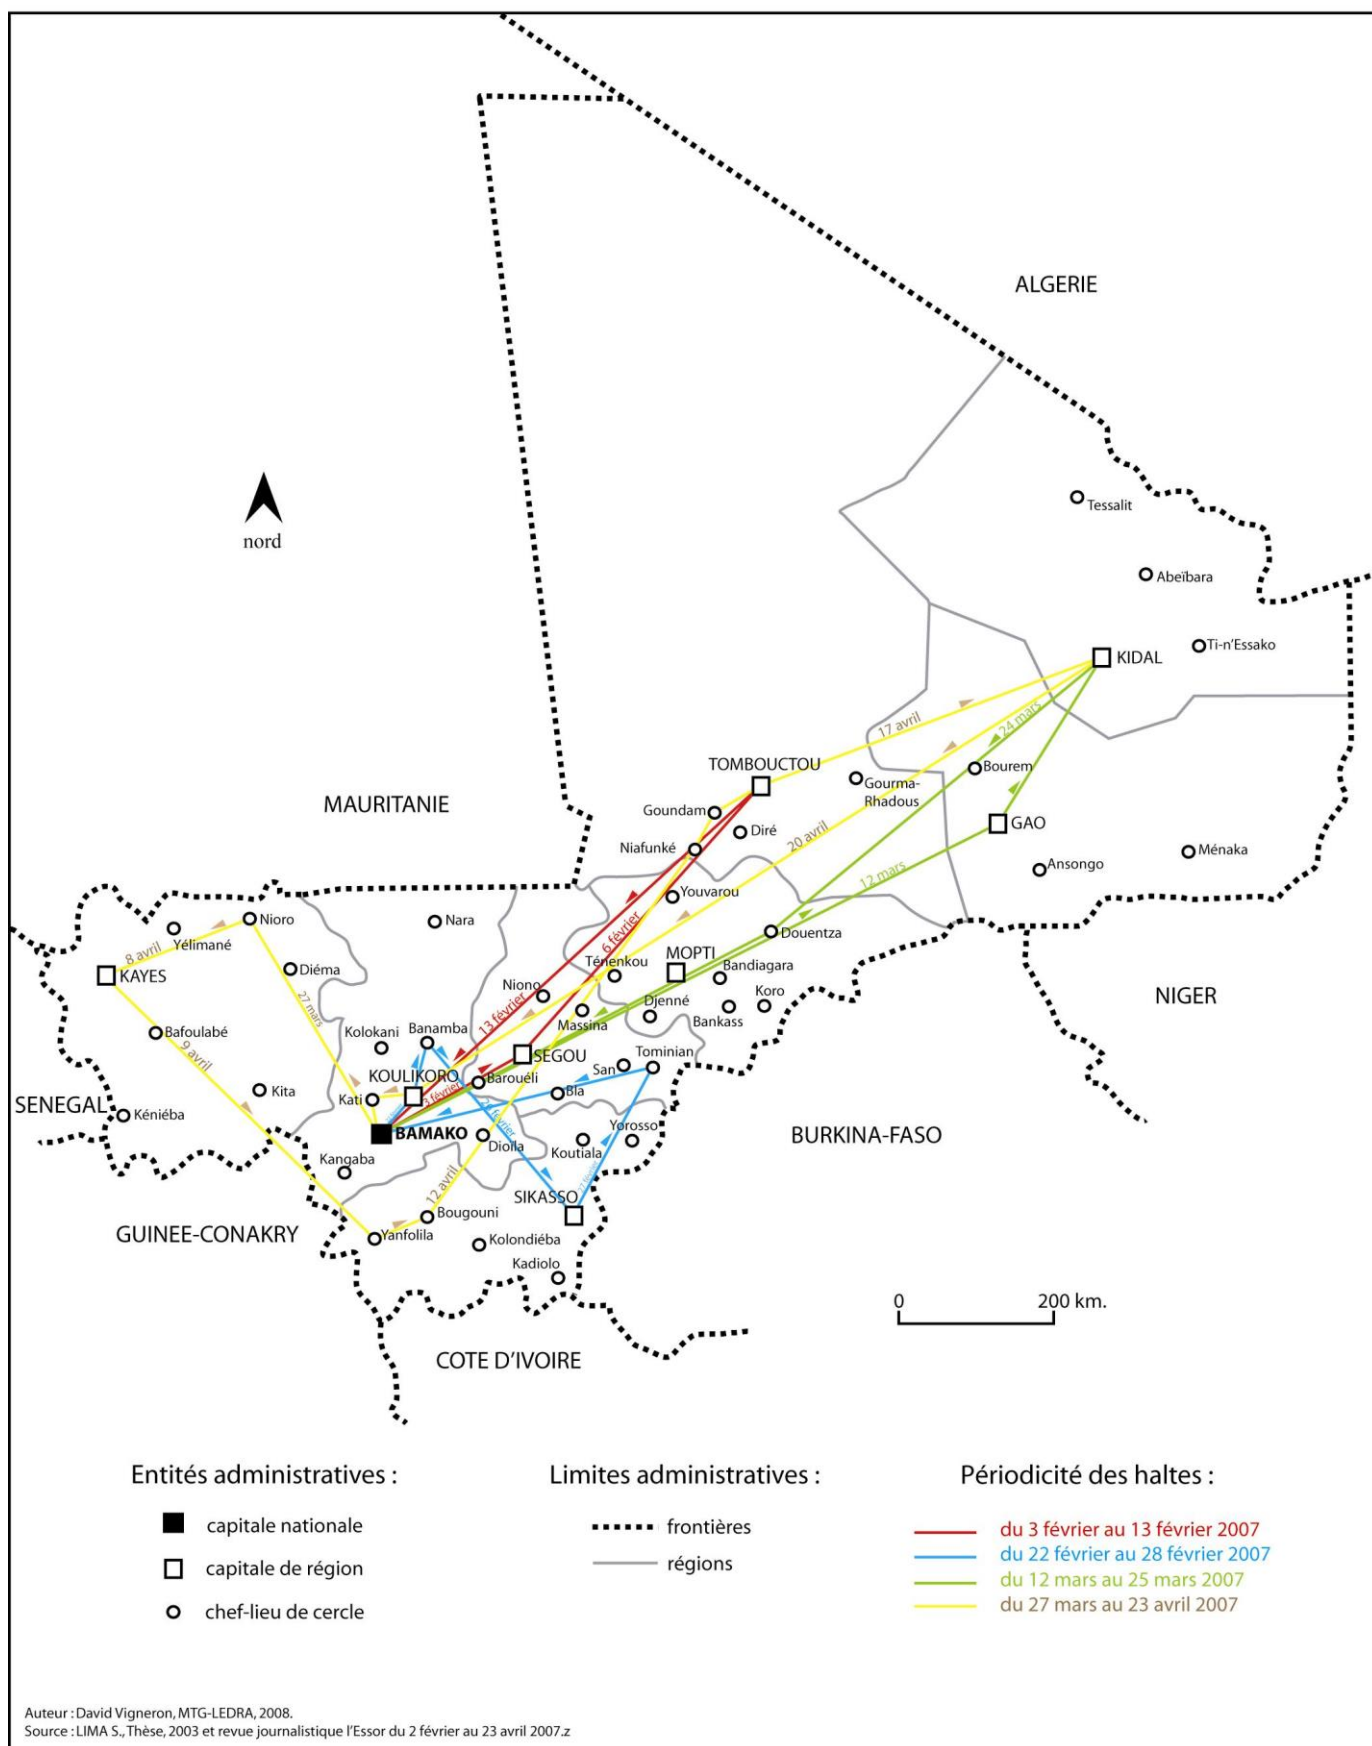 ALGERIE
Tessalit
nord
Abeïbara
Ti-n'Essako
KIDAL
17 avril
24 mars
TOMBOUCTOU
Bourem
Gourma-
Rhadous
MAURITANIE
Goundam
GAO
Diré
20 avril
Niafunké
Ménaka
Ansongo
12 mars
Youvarou
Nioro
Nara
Douentza
6 février
Yélimané
8 avril
MOPTI
Ténenkou
Bandiagara
KAYES
Diéma
Niono
Koro
NIGER
27 mars
Djenné
13 février
Massina
Bankass
Bafoulabé
Kolokani
Banamba
9 avril
SEGOU
Tominian
San
KOULIKORO
Barouéli
Kita
Bla
Kati
3 février
SENEGAL
Kéniéba
26 février
BAMAKO
Yorosso
BURKINA-FASO
Dioïla
Koutiala
Kangaba
27 février
12 avril
SIKASSO
Bougouni
GUINEE-CONAKRY
Yanfolila
Kolondiéba
Kadiolo
0 200 km.
COTE D'IVOIRE
Entités administratives :
capitale nationale
capitale de région
chef-lieu de cercle
Limites administratives :
frontières
régions
Périodicité des haltes :
du 3 février au 13 février 2007
du 22 février au 28 février 2007
du 12 mars au 25 mars 2007
du 27 mars au 23 avril 2007
Auteur : David Vigneron, MTG-LEDRA, 2008.
Source : LIMA S., Thèse, 2003 et revue journalistique l'Essor du 2 février au 23 avril 2007.z